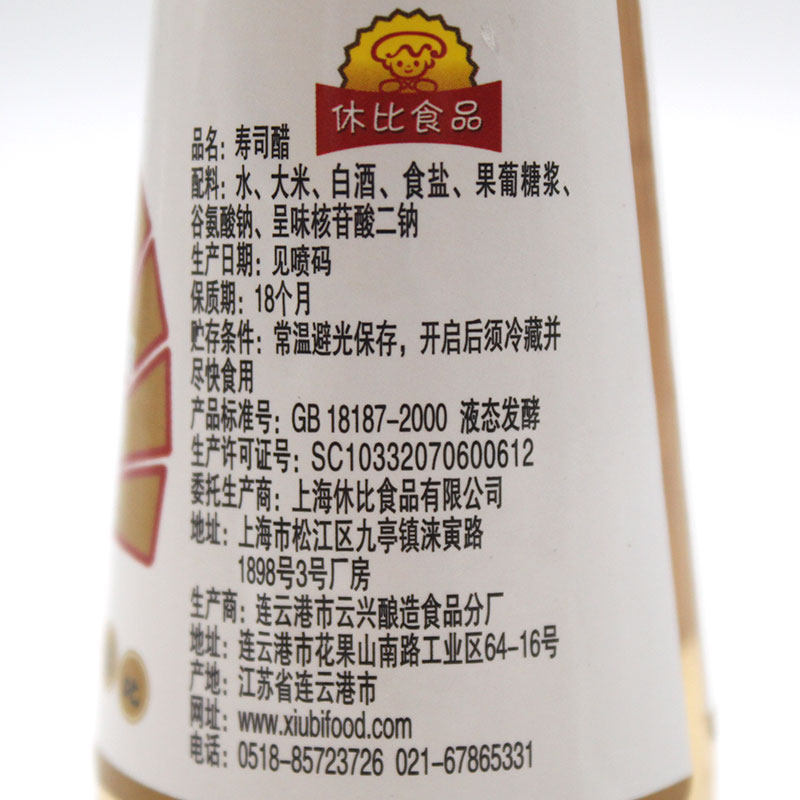 休比食品
品名：寿司醋
配料：水、大米、白酒、食盐、果葡糖浆、
谷氨酸钠、呈味核苷酸二钠
生产日期：见喷码
保质期：18个月
贮存条件：常温避光保存，开启后须冷藏并
尽快食用
产品标准号：GB 18187-2000 液态发酵
生产许可证号：SC10332070600612
委托生产商：上海休比食品有限公司
地址：上海市松江区九亭镇涞寅路
1898号3号厂房
生产商：连云港市云兴酿造食品分厂
地址：连云港市花果山南路工业区64-16号
产地：江苏省连云港市
网址：www.xiubifood.com
电话：0518-85723726 021-67865331